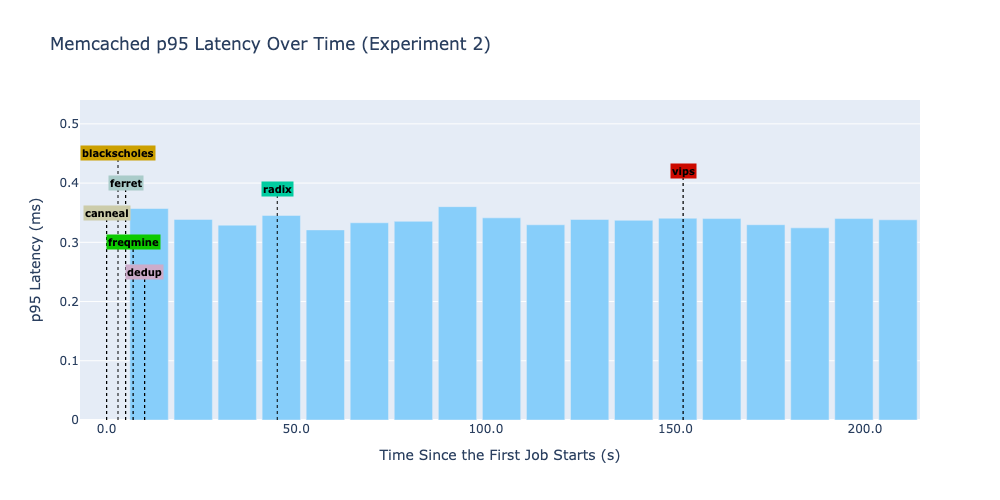 Memcached p95 Latency Over Time (Experiment 2)
0.5
blackscholes
vips
ferret
0.4
radix
canneal
freqmine
0.3
dedup
p95 Latency (ms)
0.2
0.1
0
0.0 50.0 100.0 150.0 200.0
Time Since the First Job Starts (s)